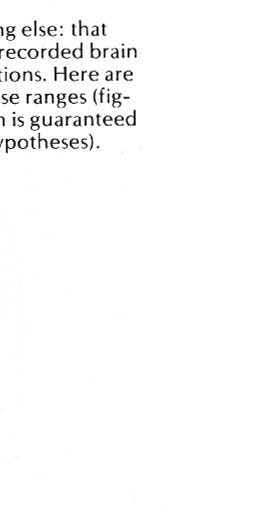 ng else: that
recorded brain
tions. Here are
se ranges (fig-
n is guaranteed
ypotheses).